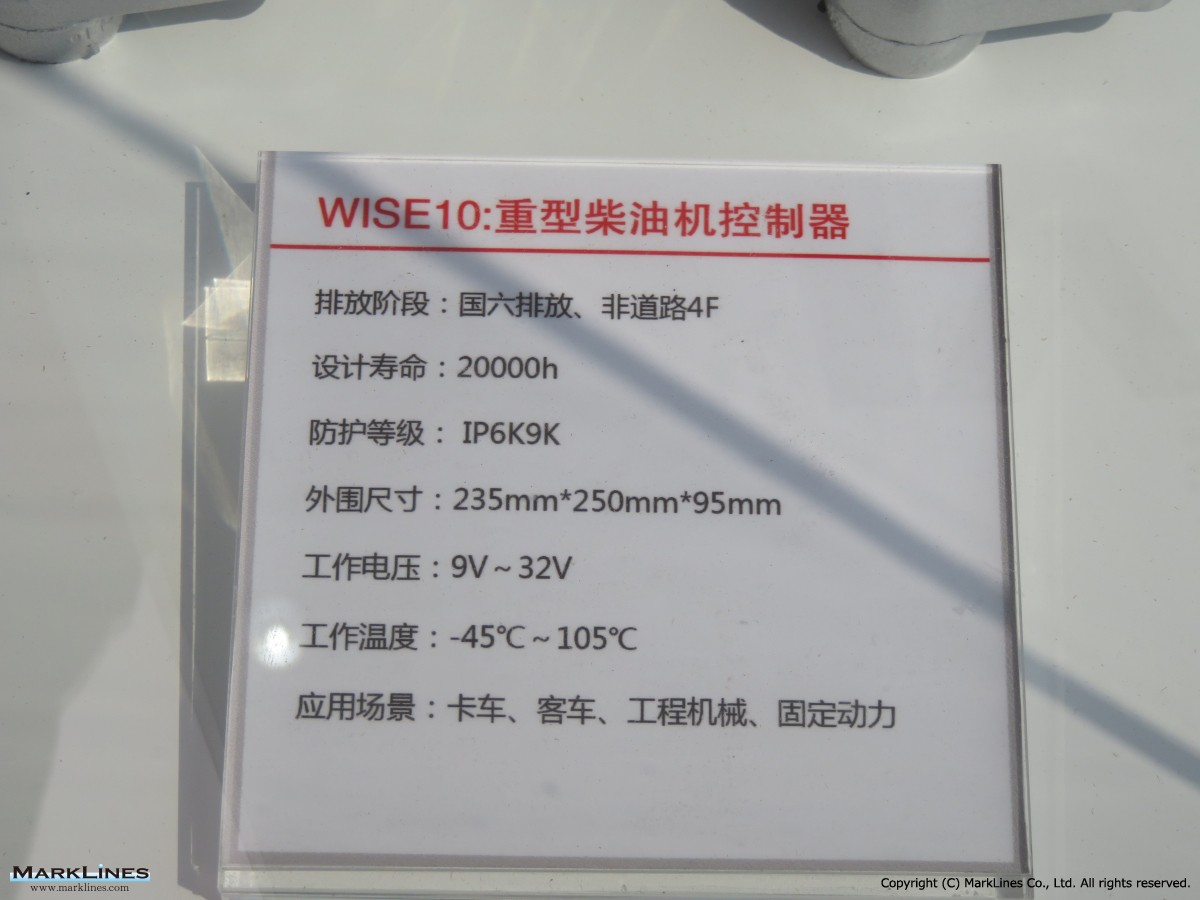 WISE10:重型柴油机控制器
排放阶段：国六排放、非道路4F
设计寿命：20000h
防护等级： IP6K9K
外围尺寸：235mm*250mm*95mm
工作电压：9V～32V
工作温度：-45℃～105℃
应用场景：卡车、客车、工程机械、固定动力
MARKLINES
www.marklines.com
Copyright (C) MarkLines Co., Ltd. All rights reserved.